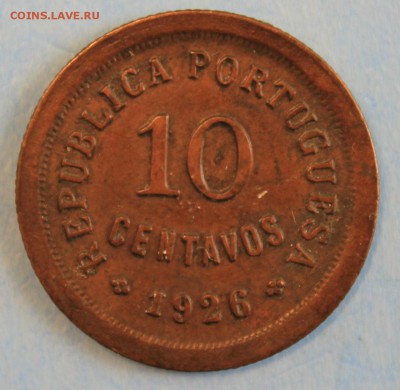 COINS.LAVE.RU
REPUBLICA PORTUGUESA
10
CENTAVOS
1926